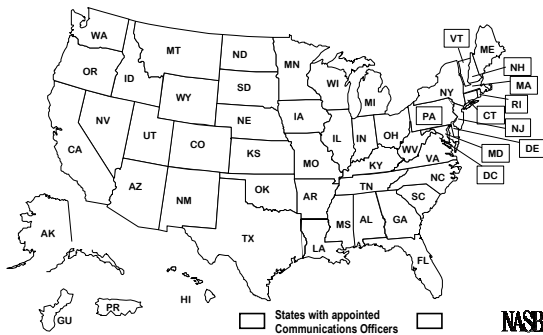 VT
ME
WA
NH
MT
ND
MN
OR
MA
ID
WI
SD
NY
RI
WY
MI
CT
PA
IA
NE
NJ
NV
OH
IL
IN
DE
UT
WV
CO
MD
CA
VA
KS
MO
KY
DC
NC
TN
OK
AZ
AR
NM
SC
MS
AL
GA
TX
AK
LA
FL
HI
PR
GU
States with appointed
Communications Officers